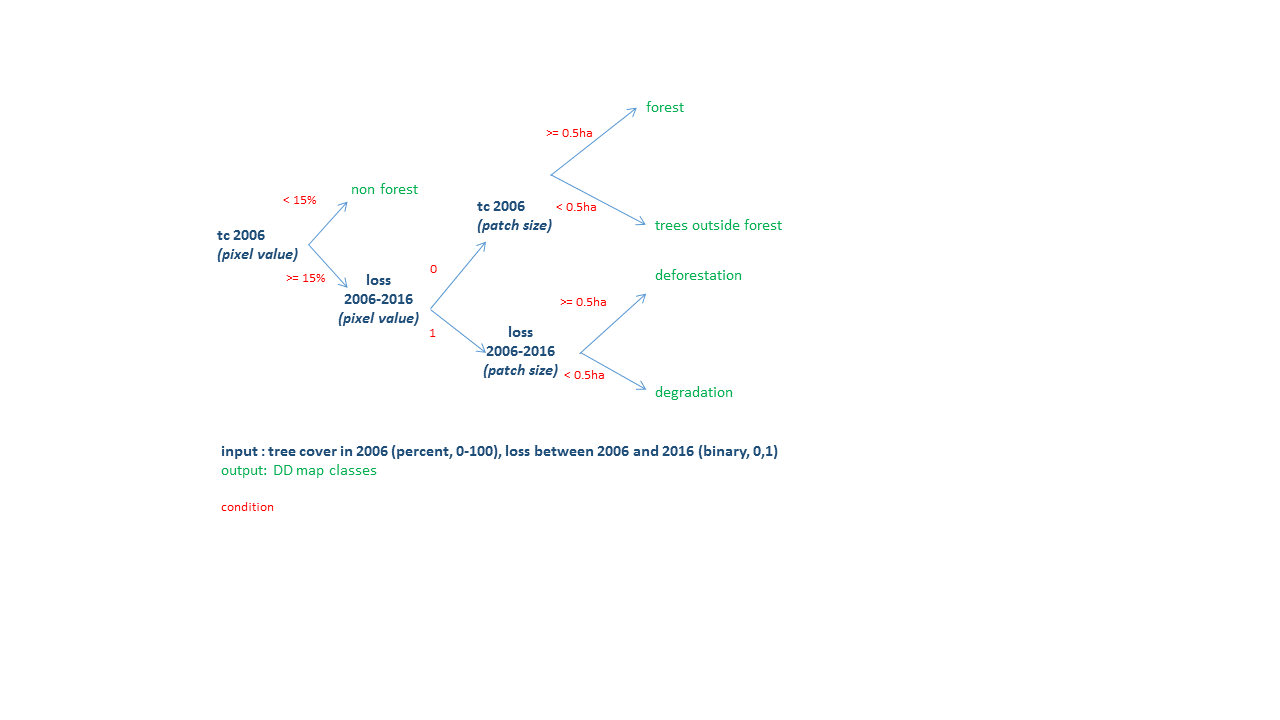 forest
>= 0.5ha
non forest
< 15%
tc 2006
(patch size)
< 0.5ha
trees outside forest
tc 2006
(pixel value)
>= 15%
loss
2006-2016
(pixel value)
0
1
deforestation
>= 0.5ha
loss
2006-2016
(patch size)
< 0.5ha
degradation
input : tree cover in 2006 (percent, 0-100), loss between 2006 and 2016 (binary, 0,1)
output: DD map classes
condition